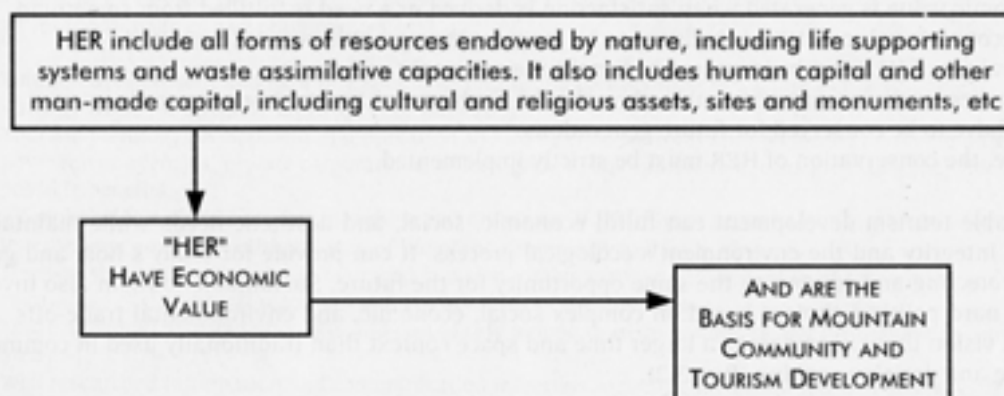 HER include all forms of resources endowed by nature, including life supporting
systems and waste assimilative capacities. It also includes human capital and other
man-made capital, including cultural and religious assets, sites and monuments, etc
"HER"
HAVE ECONOMIC
VALUE
AND ARE THE
BASIS FOR MOUNTAIN
COMMUNITY AND
TOURISM DEVELOPMENT